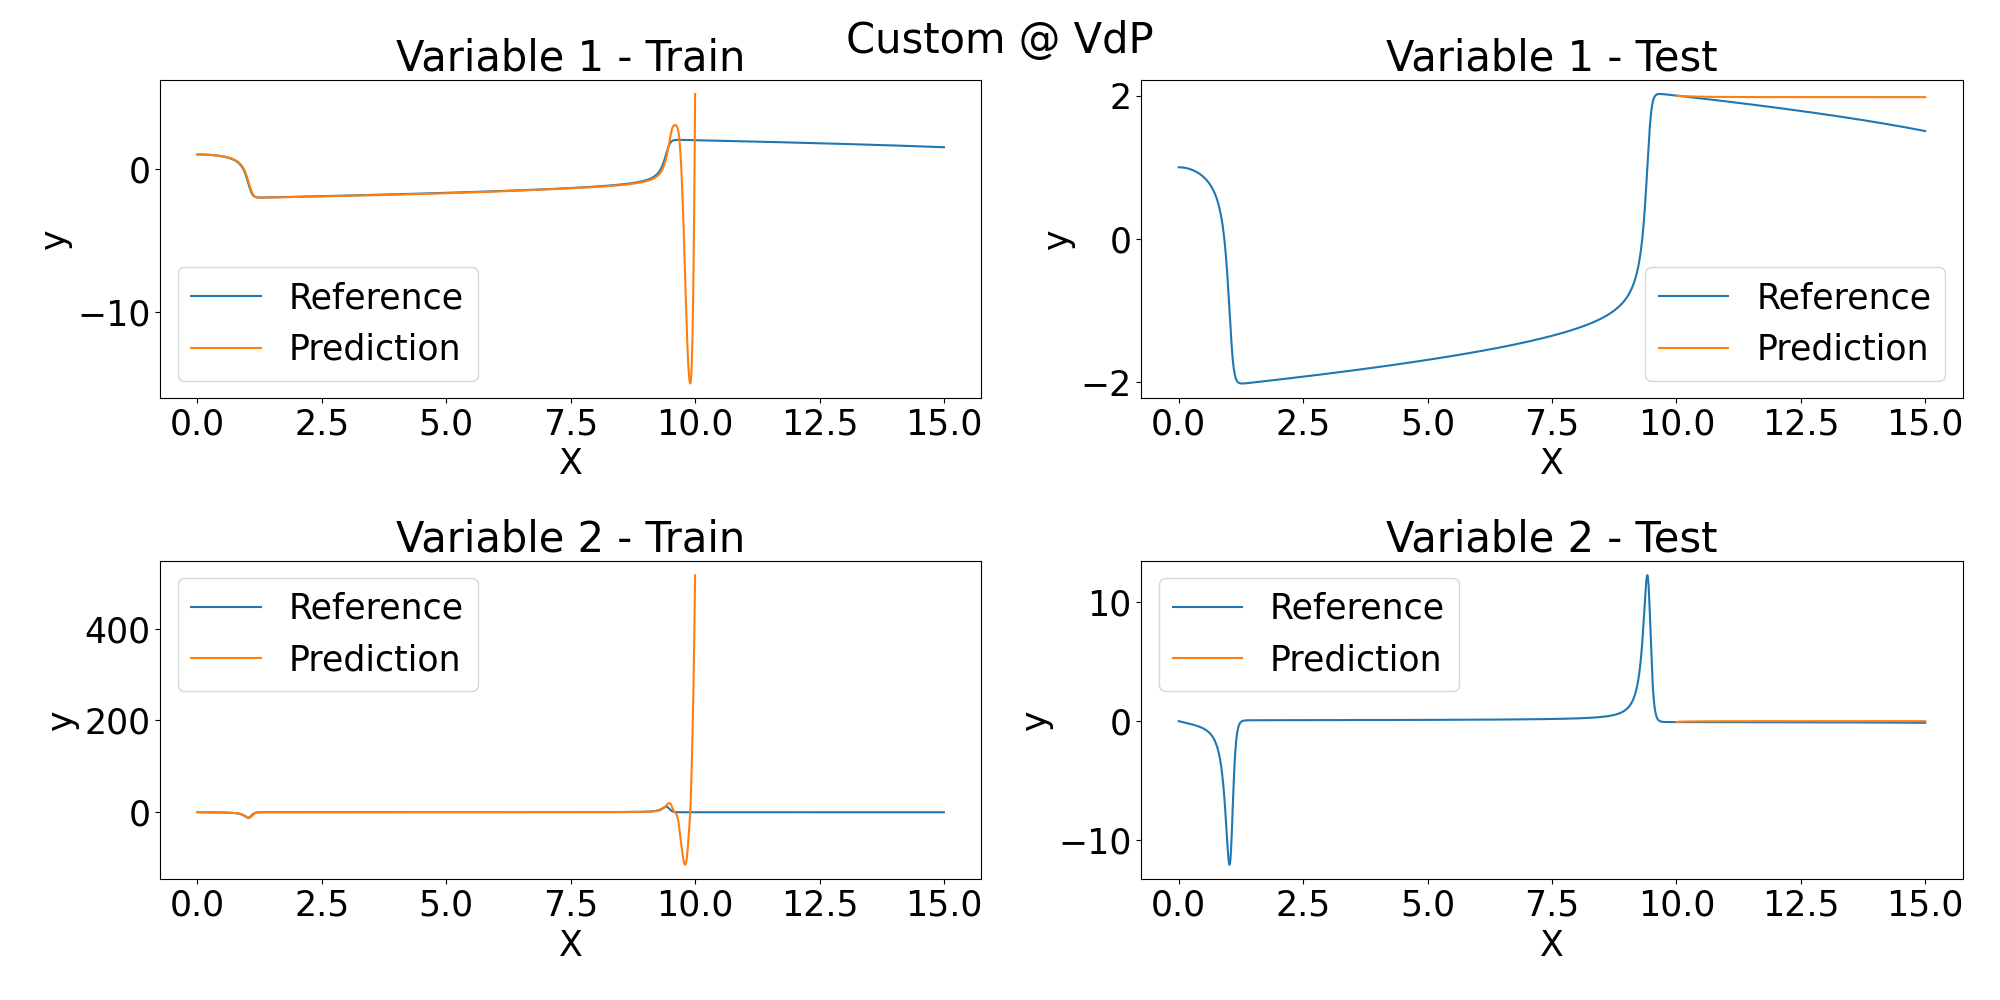 Custom @ VdP
Variable 1 - Train
0
−10
y
Reference
Prediction
0.0 2.5 5.0 7.5 10.0 12.5 15.0
X
Variable 1 - Test
2
0
−2
y
Reference
Prediction
0.0 2.5 5.0 7.5 10.0 12.5 15.0
X
Variable 2 - Train
400
200
0
y
Reference
Prediction
0.0 2.5 5.0 7.5 10.0 12.5 15.0
X
Variable 2 - Test
10
0
−10
y
Reference
Prediction
0.0 2.5 5.0 7.5 10.0 12.5 15.0
X